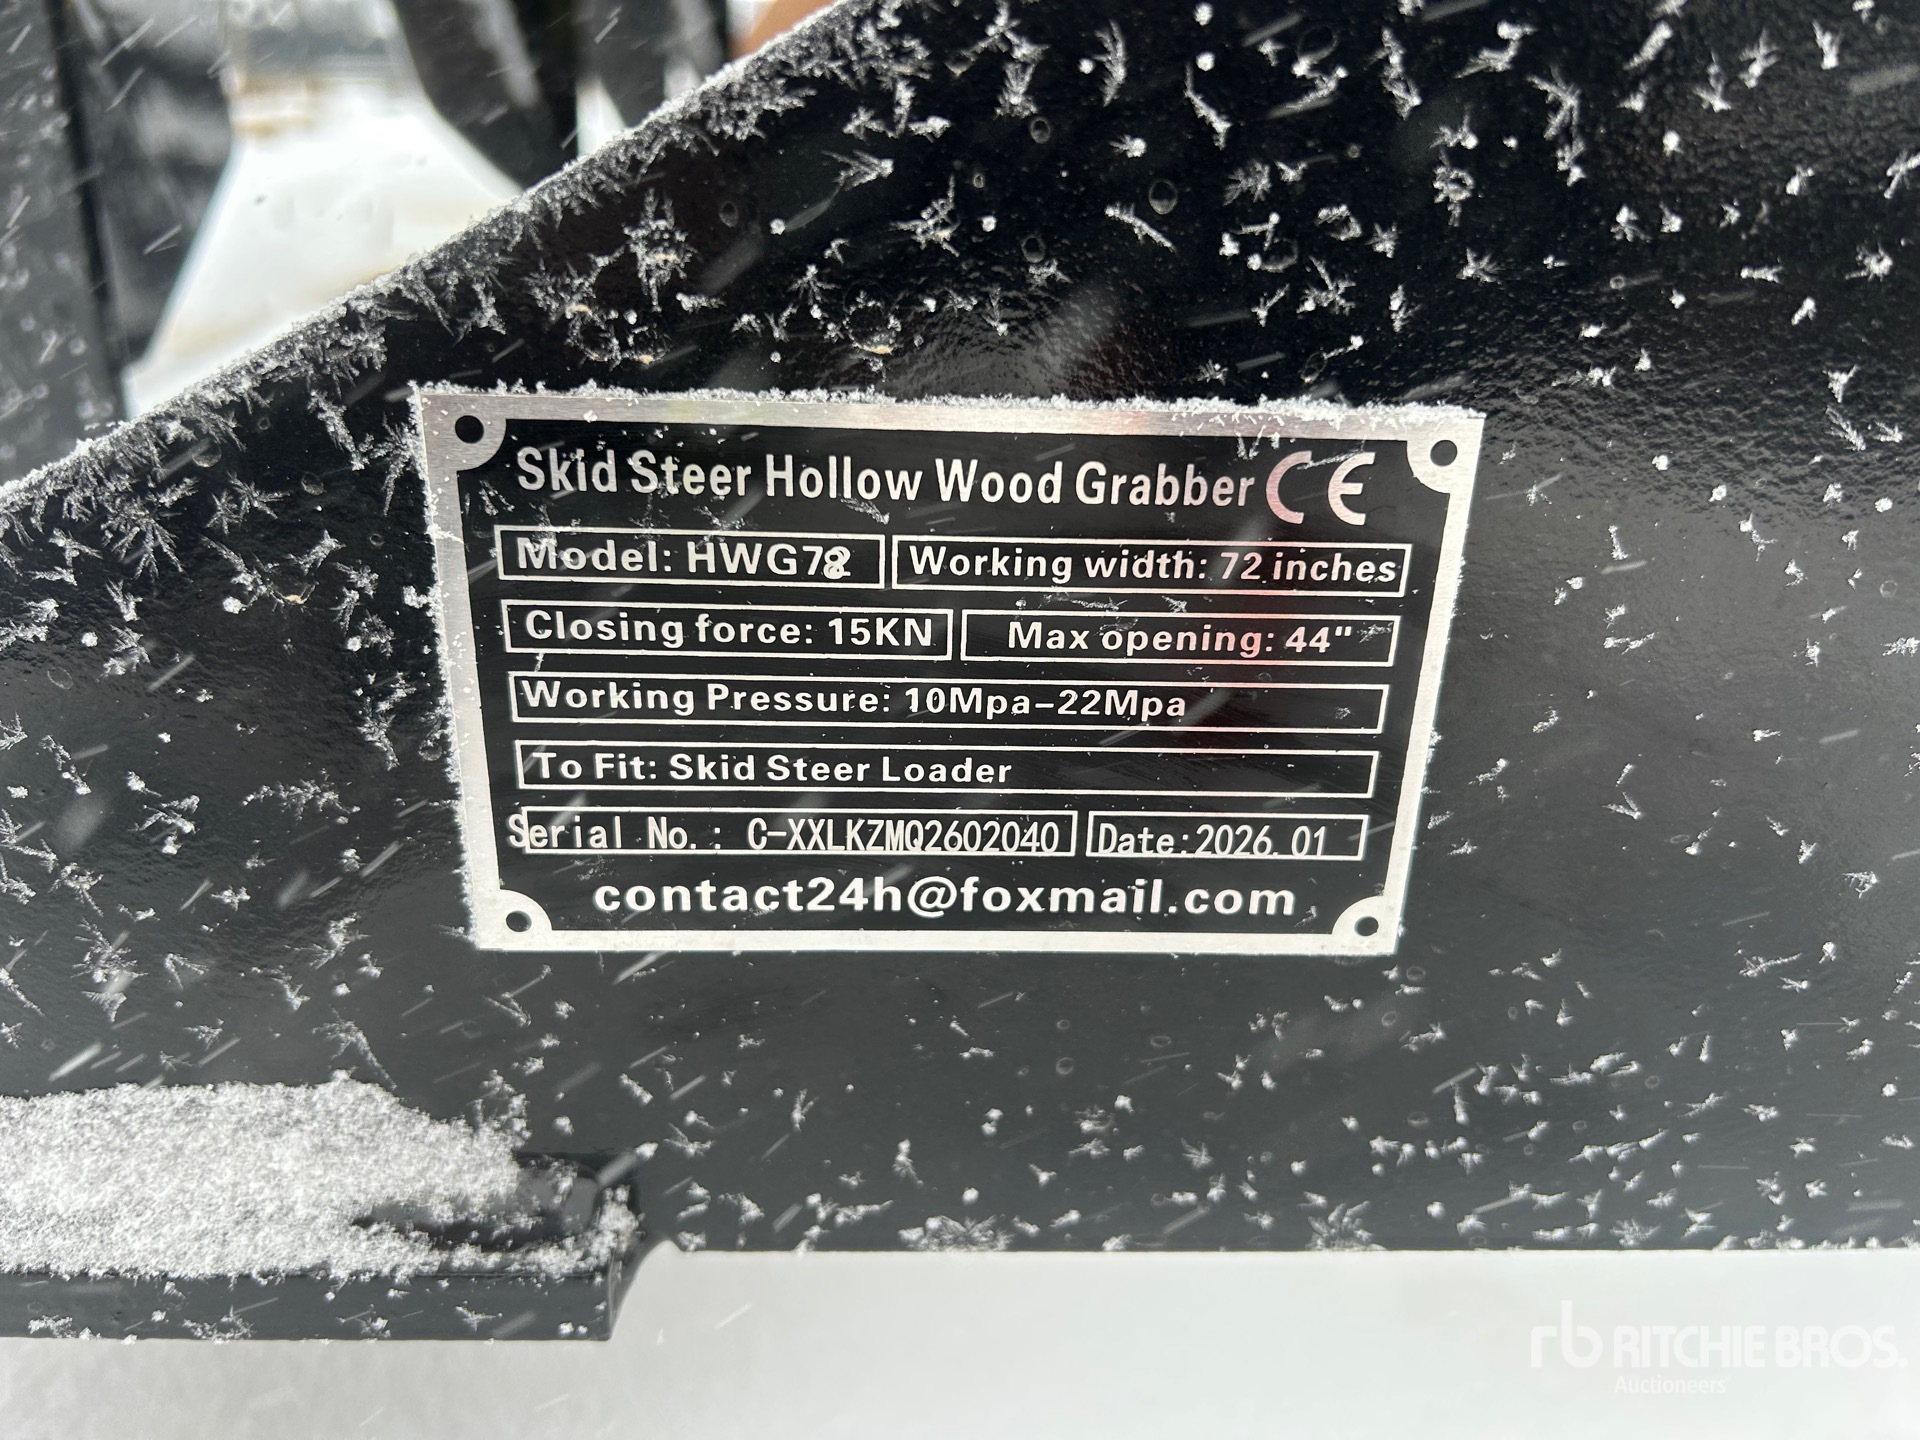 Skid Steer Hollow Wood Grabber CE
Model: HWG72 Working width: 72 inches
Closing force: 15KN Max opening: 44"
Working Pressure: 10Mpa-22Mpa
To Fit: Skid Steer Loader
Serial No.: C-XXLKZMQ2602040 Date:2026.01
contact24h@foxmail.com
rb RITCHIE BROS.
Auctioneers